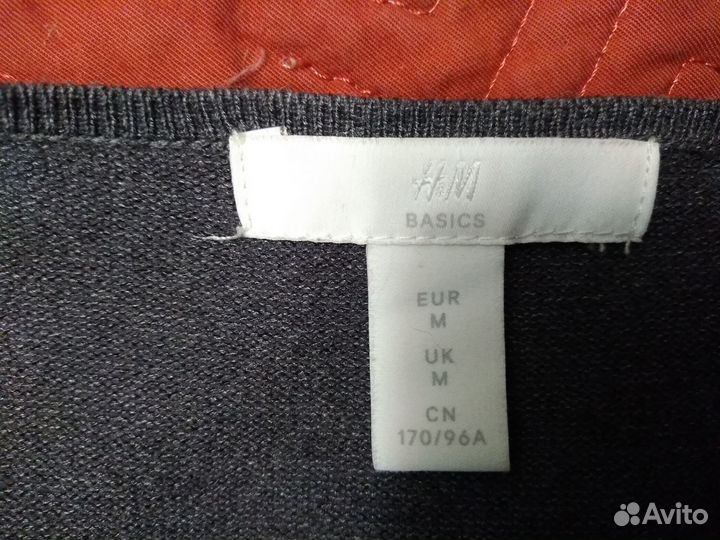 H&M
BASICS
EUR
M
UK
M
CN
170/96A
Avito